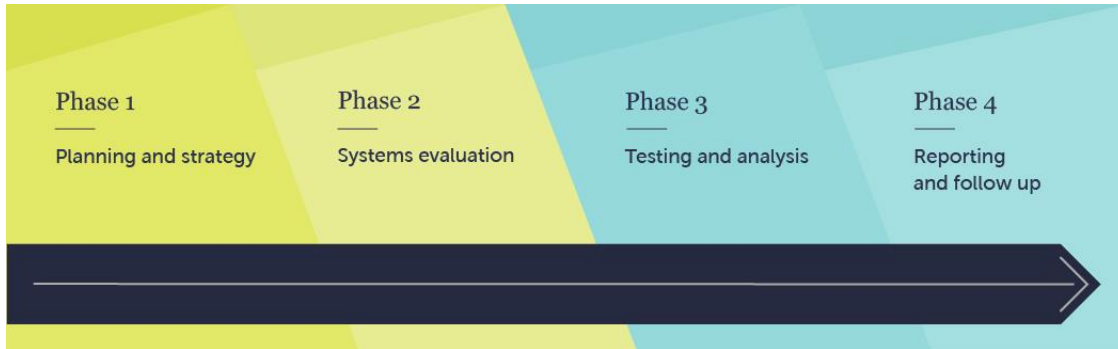 Phase 1
Planning and strategy
Phase 2
Systems evaluation
Phase 3
Testing and analysis
Phase 4
Reporting
and follow up